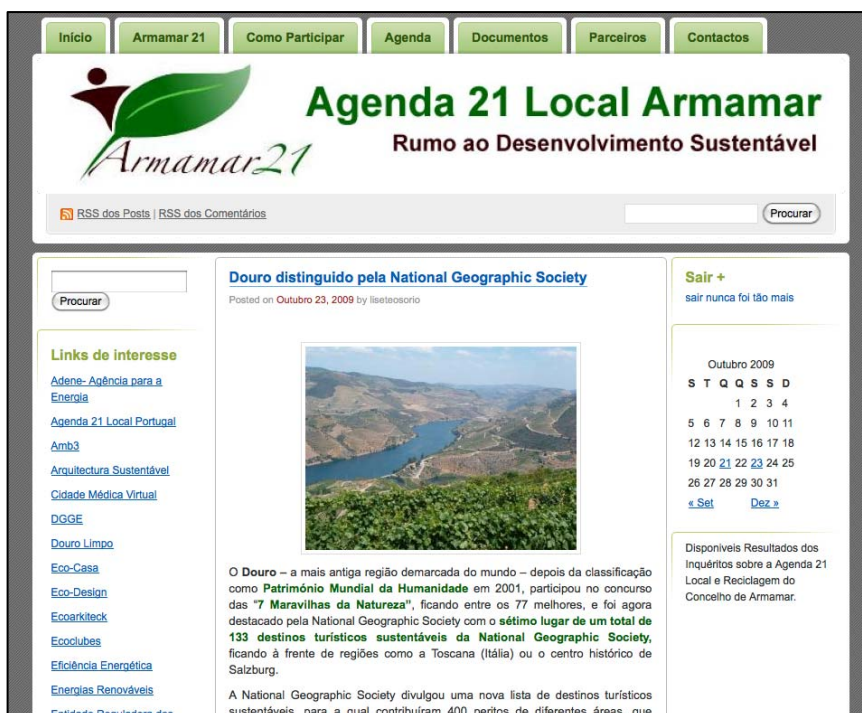 Início
Armamar 21
Como Participar
Agenda
Documentos
Parceiros
Contactos
Armamar21
Agenda 21 Local Armamar
Rumo ao Desenvolvimento Sustentável
RSS dos Posts | RSS dos Comentários
Procurar
Procurar
Links de interesse
Adene- Agência para a
Energia
Agenda 21 Local Portugal
Amb3
Arquitectura Sustentável
Cidade Médica Virtual
DGGE
Douro Limpo
Eco-Casa
Eco-Design
Ecoarkiteck
Ecoclubes
Eficiência Energética
Energias Renováveis
Douro distinguido pela National Geographic Society
Posted on Outubro 23, 2009 by liseteosorio
O Douro – a mais antiga região demarcada do mundo – depois da classificação
como Património Mundial da Humanidade em 2001, participou no concurso
das "7 Maravilhas da Natureza", ficando entre os 77 melhores, e foi agora
destacado pela National Geographic Society com o sétimo lugar de um total de
133 destinos turísticos sustentáveis da National Geographic Society,
ficando à frente de regiões como a Toscana (Itália) ou o centro histórico de
Salzburg.
A National Geographic Society divulgou uma nova lista de destinos turísticos
sustentáveis, para a qual contribuíram 400 peritos de diferentes áreas, que
Sair +
sair nunca foi tão mais
Outubro 2009
S T Q Q S S D
1 2 3 4
5 6 7 8 9 10 11
12 13 14 15 16 17 18
19 20 21 22 23 24 25
26 27 28 29 30 31
« Set Dez »
Disponiveis Resultados dos
Inquéritos sobre a Agenda 21
Local e Reciclagem do
Concelho de Armamar.